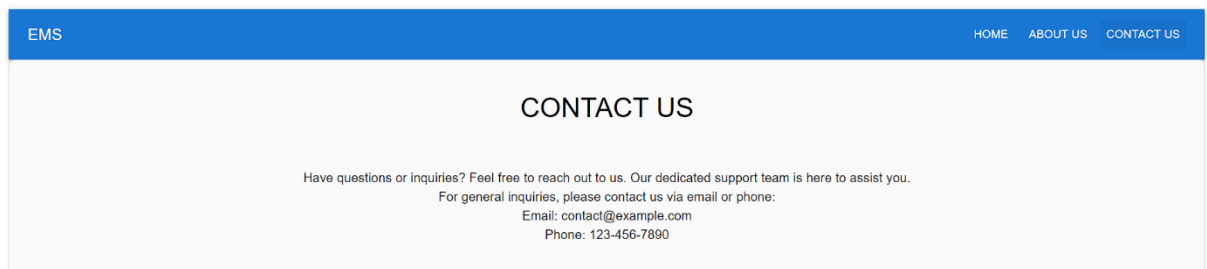 EMS
HOME ABOUT US CONTACT US
CONTACT US
Have questions or inquiries? Feel free to reach out to us. Our dedicated support team is here to assist you.
For general inquiries, please contact us via email or phone:
Email: contact@example.com
Phone: 123-456-7890